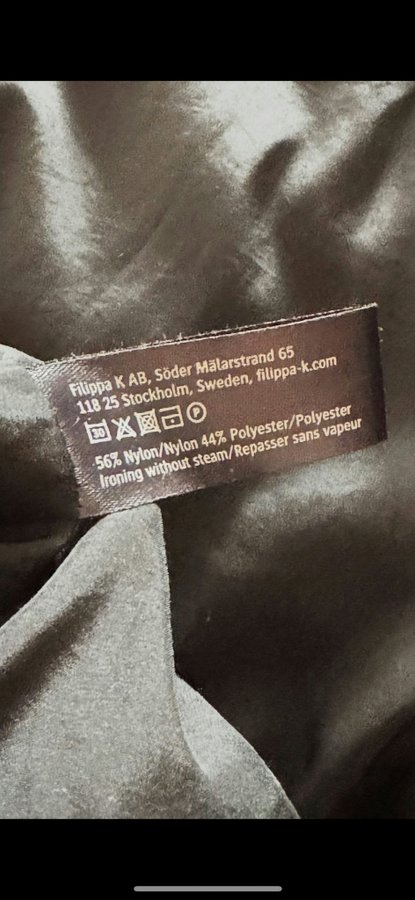 Filippa K AB, Söder Mälarstrand 65
118 25 Stockholm, Sweden, filippa-k.com
30 P
56% Nylon/Nylon 44% Polyester/Polyester
Ironing without steam/Repasser sans vapeur